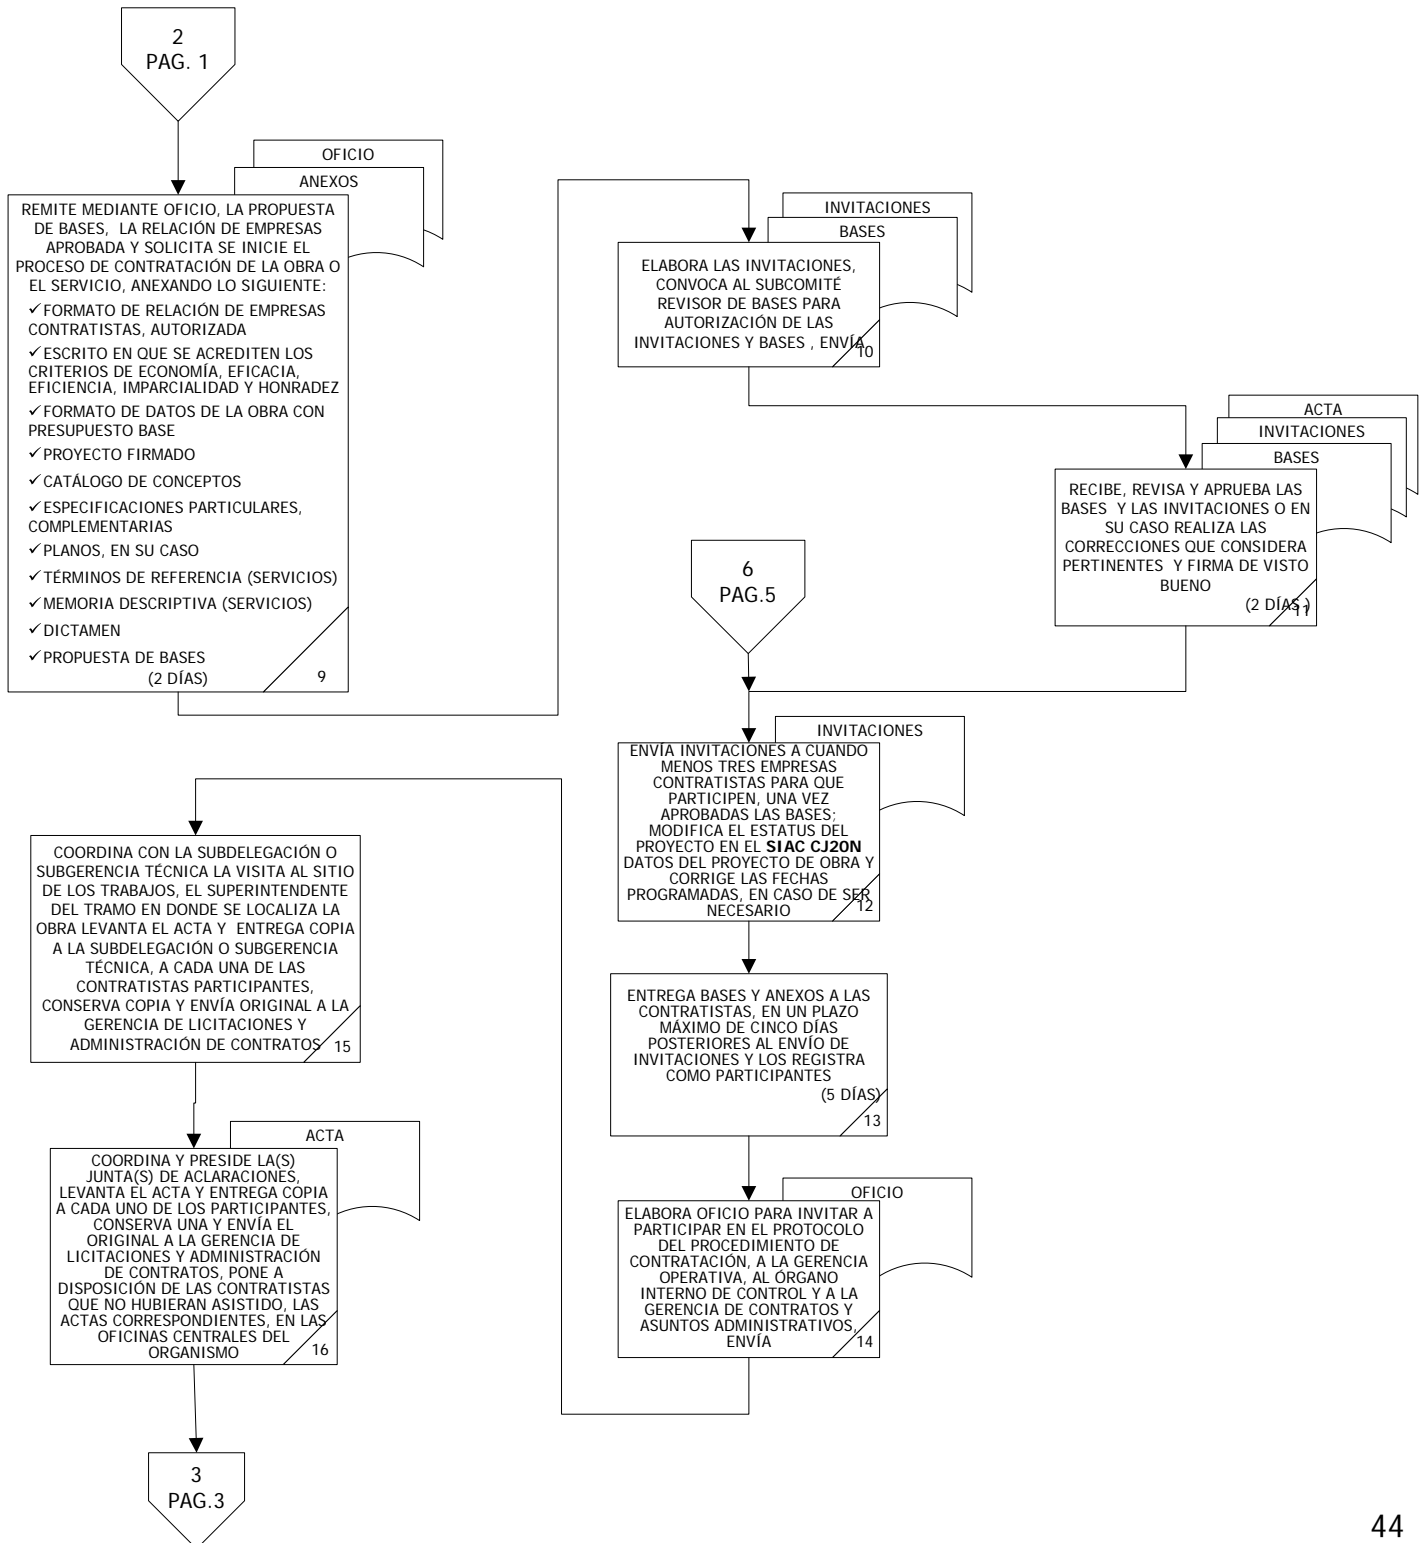 2
PAG. 1
OFICIO
ANEXOS
REMITE MEDIANTE OFICIO, LA PROPUESTA
DE BASES, LA RELACIÓN DE EMPRESAS
APROBADA Y SOLICITA SE INICIE EL
PROCESO DE CONTRATACIÓN DE LA OBRA O
EL SERVICIO, ANEXANDO LO SIGUIENTE:
✓FORMATO DE RELACIÓN DE EMPRESAS
CONTRATISTAS, AUTORIZADA
✓ESCRITO EN QUE SE ACREDITEN LOS
CRITERIOS DE ECONOMÍA, EFICACIA,
EFICIENCIA, IMPARCIALIDAD Y HONRADEZ
✓FORMATO DE DATOS DE LA OBRA CON
PRESUPUESTO BASE
✓PROYECTO FIRMADO
✓CATÁLOGO DE CONCEPTOS
✓ESPECIFICACIONES PARTICULARES,
COMPLEMENTARIAS
✓PLANOS, EN SU CASO
✓TÉRMINOS DE REFERENCIA (SERVICIOS)
✓MEMORIA DESCRIPTIVA (SERVICIOS)
✓DICTAMEN
✓PROPUESTA DE BASES
(2 DÍAS)
9
INVITACIONES
BASES
ELABORA LAS INVITACIONES,
CONVOCA AL SUBCOMITÉ
REVISOR DE BASES PARA
AUTORIZACIÓN DE LAS
INVITACIONES Y BASES , ENVÍA
10
ACTA
INVITACIONES
BASES
RECIBE, REVISA Y APRUEBA LAS
BASES Y LAS INVITACIONES O EN
SU CASO REALIZA LAS
CORRECCIONES QUE CONSIDERA
PERTINENTES Y FIRMA DE VISTO
BUENO
(2 DÍAS )
11
6
PAG.5
INVITACIONES
ENVÍA INVITACIONES A CUANDO
MENOS TRES EMPRESAS
CONTRATISTAS PARA QUE
PARTICIPEN, UNA VEZ
APROBADAS LAS BASES;
MODIFICA EL ESTATUS DEL
PROYECTO EN EL SIAC CJ20N
DATOS DEL PROYECTO DE OBRA Y
CORRIGE LAS FECHAS
PROGRAMADAS, EN CASO DE SER
NECESARIO
12
ENTREGA BASES Y ANEXOS A LAS
CONTRATISTAS, EN UN PLAZO
MÁXIMO DE CINCO DÍAS
POSTERIORES AL ENVÍO DE
INVITACIONES Y LOS REGISTRA
COMO PARTICIPANTES
(5 DÍAS)
13
OFICIO
ELABORA OFICIO PARA INVITAR A
PARTICIPAR EN EL PROTOCOLO
DEL PROCEDIMIENTO DE
CONTRATACIÓN, A LA GERENCIA
OPERATIVA, AL ÓRGANO
INTERNO DE CONTROL Y A LA
GERENCIA DE CONTRATOS Y
ASUNTOS ADMINISTRATIVOS,
ENVÍA
14
COORDINA CON LA SUBDELEGACIÓN O
SUBGERENCIA TÉCNICA LA VISITA AL SITIO
DE LOS TRABAJOS, EL SUPERINTENDENTE
DEL TRAMO EN DONDE SE LOCALIZA LA
OBRA LEVANTA EL ACTA Y ENTREGA COPIA
A LA SUBDELEGACIÓN O SUBGERENCIA
TÉCNICA, A CADA UNA DE LAS
CONTRATISTAS PARTICIPANTES,
CONSERVA COPIA Y ENVÍA ORIGINAL A LA
GERENCIA DE LICITACIONES Y
ADMINISTRACIÓN DE CONTRATOS
15
ACTA
COORDINA Y PRESIDE LA(S)
JUNTA(S) DE ACLARACIONES,
LEVANTA EL ACTA Y ENTREGA COPIA
A CADA UNO DE LOS PARTICIPANTES,
CONSERVA UNA Y ENVÍA EL
ORIGINAL A LA GERENCIA DE
LICITACIONES Y ADMINISTRACIÓN
DE CONTRATOS, PONE A
DISPOSICIÓN DE LAS CONTRATISTAS
QUE NO HUBIERAN ASISTIDO, LAS
ACTAS CORRESPONDIENTES, EN LAS
OFICINAS CENTRALES DEL
ORGANISMO
16
3
PAG.3
44